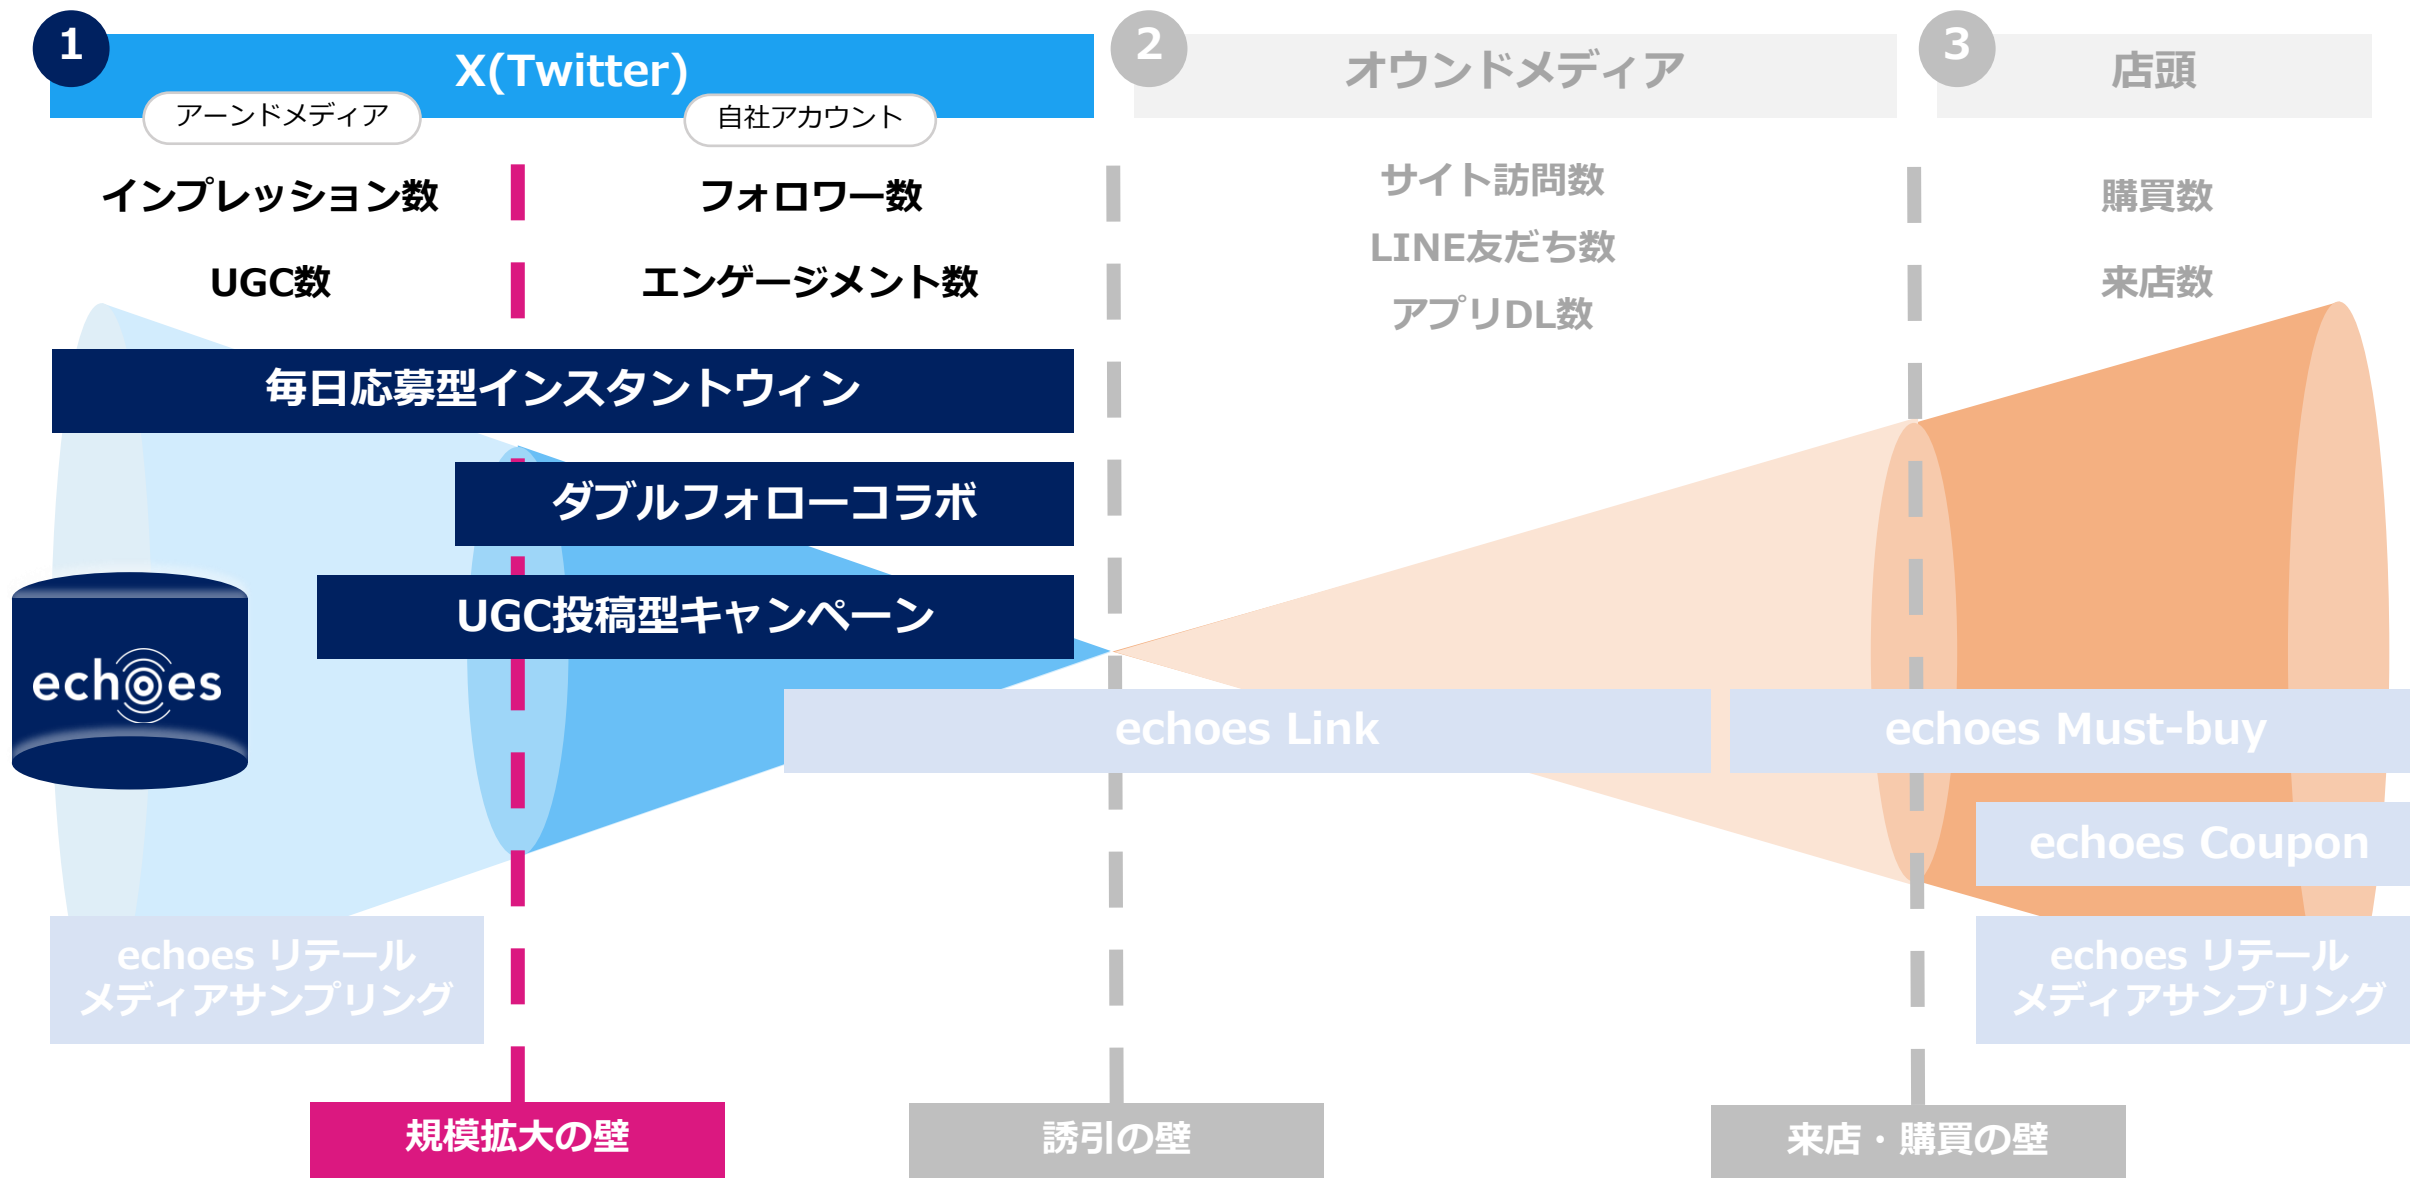 1
X(Twitter)
アーンドメディア
自社アカウント
インプレッション数
フォロワー数
UGC数
エンゲージメント数
2
オウンドメディア
サイト訪問数
LINE友だち数
アプリDL数
3
店頭
購買数
来店数
毎日応募型インスタントウィン
ダブルフォローコラボ
UGC投稿型キャンペーン
echoes
echoes Link
echoes Must-buy
echoes Coupon
echoes リテール
メディアサンプリング
echoes リテール
メディアサンプリング
規模拡大の壁
誘引の壁
来店・購買の壁